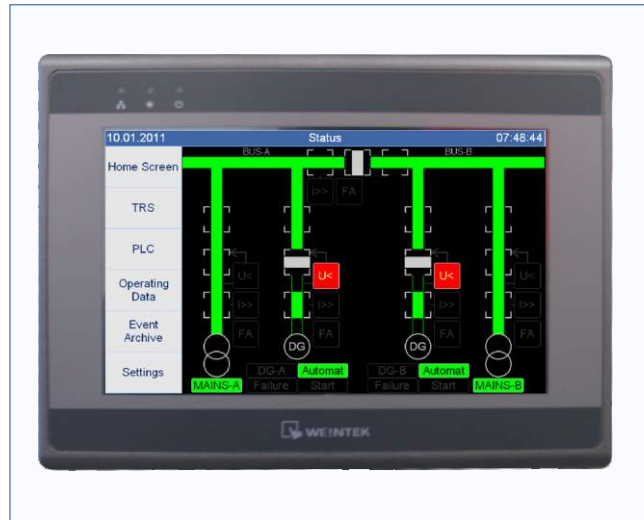 10.01.2011 Status 07:48:44
BUS-A BUS-B
Home Screen
I>> FA
TRS
PLC
U< U< U< U<
Operating
Data
I>> I>> I>> I>>
Event
Archive
FA FA FA FA
DG DG
Settings
DG-A Automat DG-B Automat
MAINS-A Failure Start Failure Start MAINS-B
WEINTEK